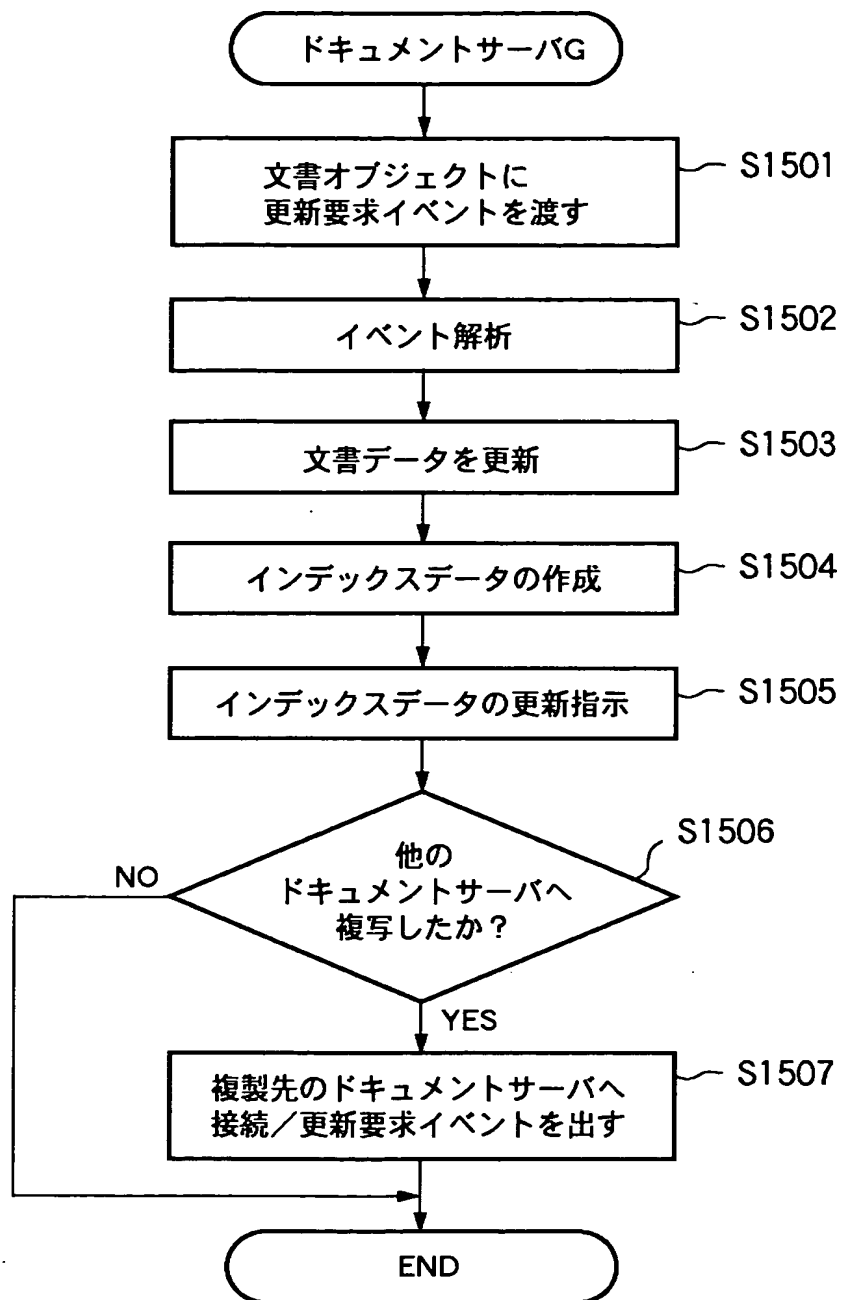 ドキュメントサーバG
文書オブジェクトに
更新要求イベントを渡す
S1501
イベント解析
S1502
文書データを更新
S1503
インデックスデータの作成
S1504
インデックスデータの更新指示
S1505
他の
ドキュメントサーバへ
複写したか?
S1506
NO
YES
複製先のドキュメントサーバへ
接続/更新要求イベントを出す
S1507
END